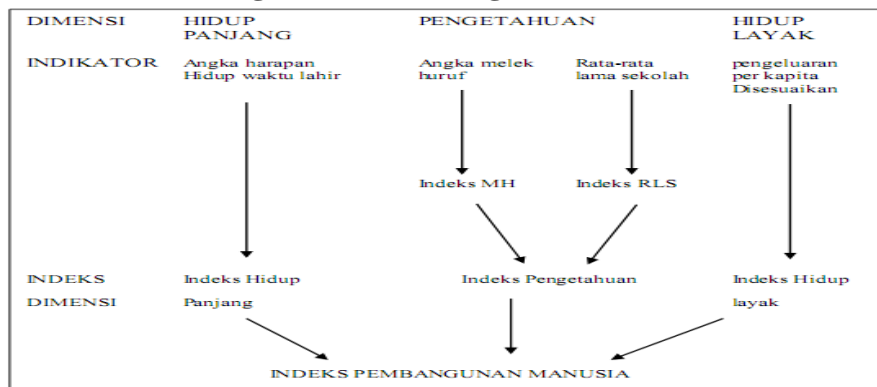 DIMENSI HIDUP PENGETAHUAN HIDUP
PANJANG LAYAK
INDIKATOR Angka harapan Angka melek Rata-rata pengeluaran
Hidup waktu lahir huruf lama sekolah per kapita
Disesuaikan
Indeks MH Indeks RLS
INDEKS Indeks Hidup Indeks Pengetahuan Indeks Hidup
DIMENSI Panjang layak
INDEKS PEMBANGUNAN MANUSIA